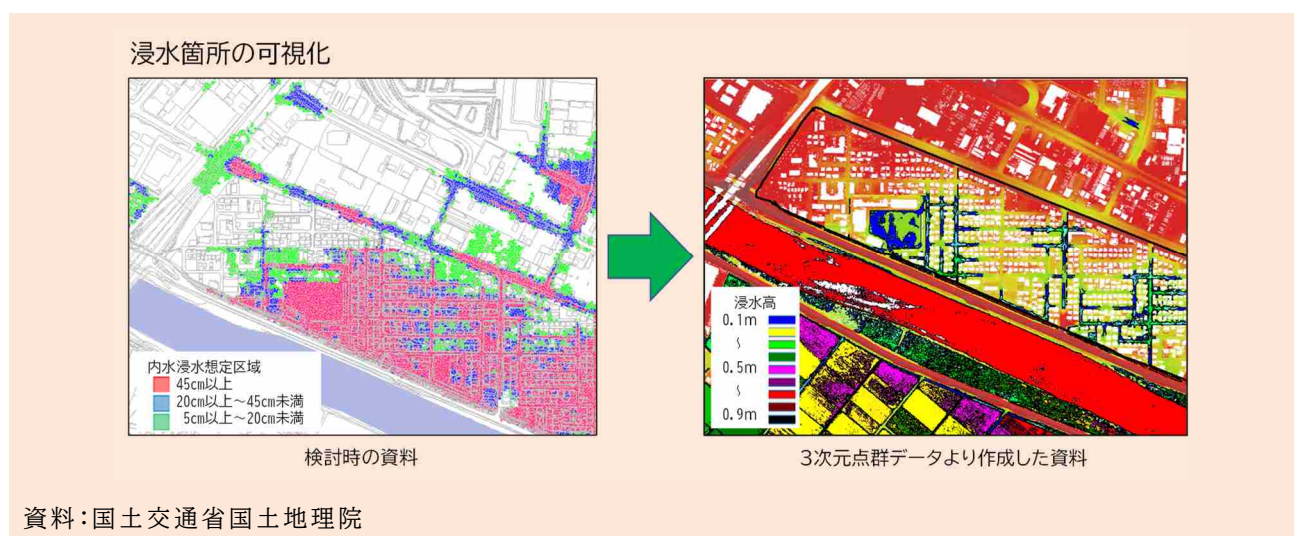 浸水箇所の可視化
内水浸水想定区域
45㎝以上
20㎝以上～45㎝未満
5㎝以上～20㎝未満
検討時の資料
浸水高
0.1m
～
0.5m
～
0.9m
3次元点群データより作成した資料
資料：国土交通省国土地理院